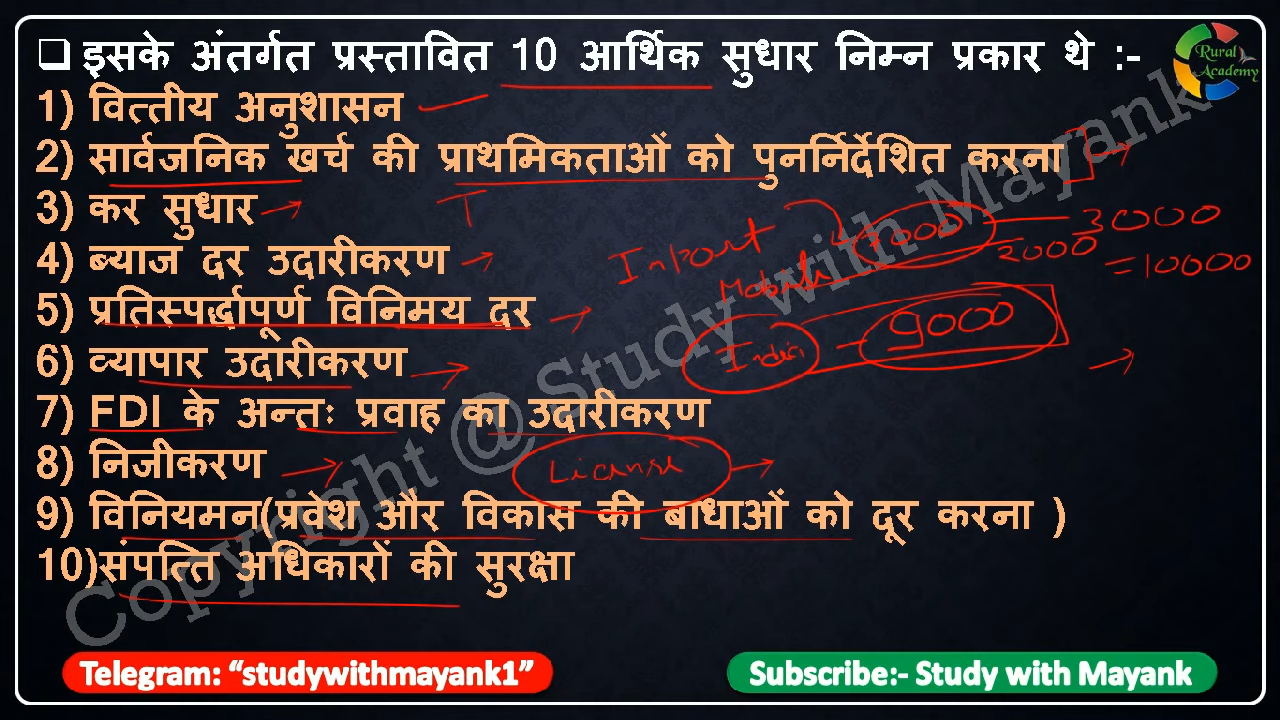 ❑ इसके अंतर्गत प्रस्तावित 10 आर्थिक सुधार निम्न प्रकार थे :-
Rural Academy
1) वित्तीय अनुशासन
2) सार्वजनिक खर्च की प्राथमिकताओं को पुनर्निर्देशित करना
3) कर सुधार
T
4) ब्याज दर उदारीकरण
Import 7000 3000
2000
=10000
5) प्रतिस्पर्द्धापूर्ण विनिमय दर
9000
6) व्यापार उदारीकरण
7) FDI के अन्तः प्रवाह का उदारीकरण
8) निजीकरण
License
9) विनियमन(प्रवेश और विकास की बाधाओं को दूर करना )
10)संपत्ति अधिकारों की सुरक्षा
Copyright @ Study with Mayank
Telegram: “studywithmayank1”
Subscribe:- Study with Mayank